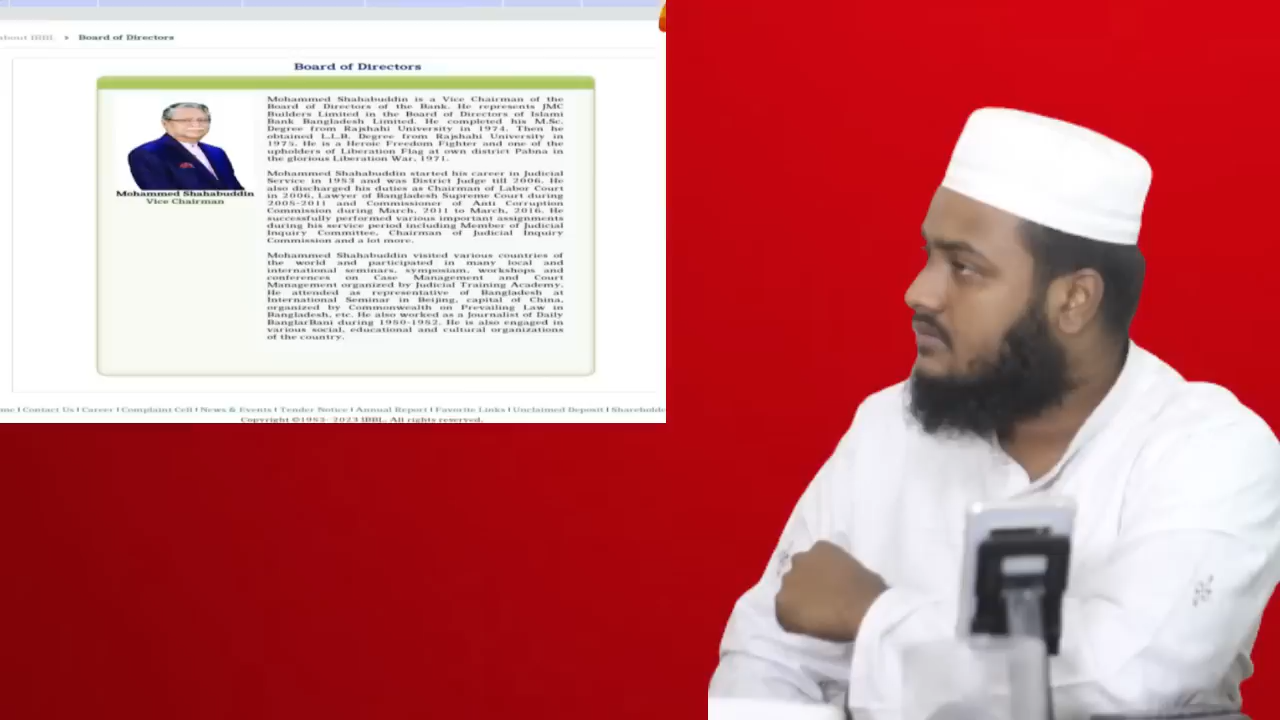 About IBBL ▸ Board of Directors
Board of Directors
Mohammed Shahabuddin
Vice Chairman
Mohammed Shahabuddin is a Vice Chairman of the
Board of Directors of the Bank. He represents JMC
Builders Limited in the Board of Directors of Islami
Bank Bangladesh Limited. He completed his M.Sc.
Degree from Rajshahi University in 1974. Then he
obtained L.L.B. Degree from Rajshahi University in
1975. He is a Heroic Freedom Fighter and one of the
upholders of Liberation Flag at own district Pabna in
the glorious Liberation War, 1971.
Mohammed Shahabuddin started his career in Judicial
Service in 1983 and was District Judge till 2006. He
also discharged his duties as Chairman of Labor Court
in 2006, Lawyer of Bangladesh Supreme Court during
2008-2011 and Commissioner of Anti Corruption
Commission during March, 2011 to March, 2016. He
successfully performed various important assignments
during his service period including Member of Judicial
Inquiry Committee, Chairman of Judicial Inquiry
Commission and a lot more.
Mohammed Shahabuddin visited various countries of
the world and participated in many local and
international seminars, symposium, workshops and
conferences on Case Management and Court
Management organized by Judicial Training Academy.
He attended as representative of Bangladesh at
International Seminar in Beijing, capital of China,
organized by Commonwealth on Prevailing Law in
Bangladesh, etc. He also worked as a Journalist of Daily
BanglarBani during 1980-1982. He is also engaged in
various social, educational and cultural organizations
of the country.
me | Contact Us | Career | Complaint Cell | News & Events | Tender Notice | Annual Report | Favorite Links | Unclaimed Deposit | Shareholde
Copyright ©1983- 2023 IBBL. All rights reserved.